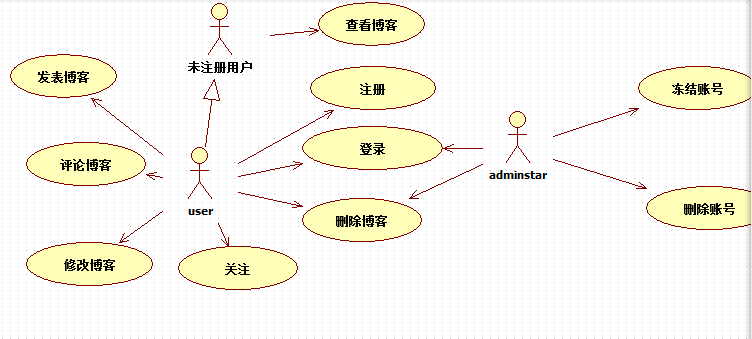 查看博客
未注册用户
发表博客
注册
冻结账号
评论博客
登录
adminstar
user
删除博客
删除账号
修改博客
关注